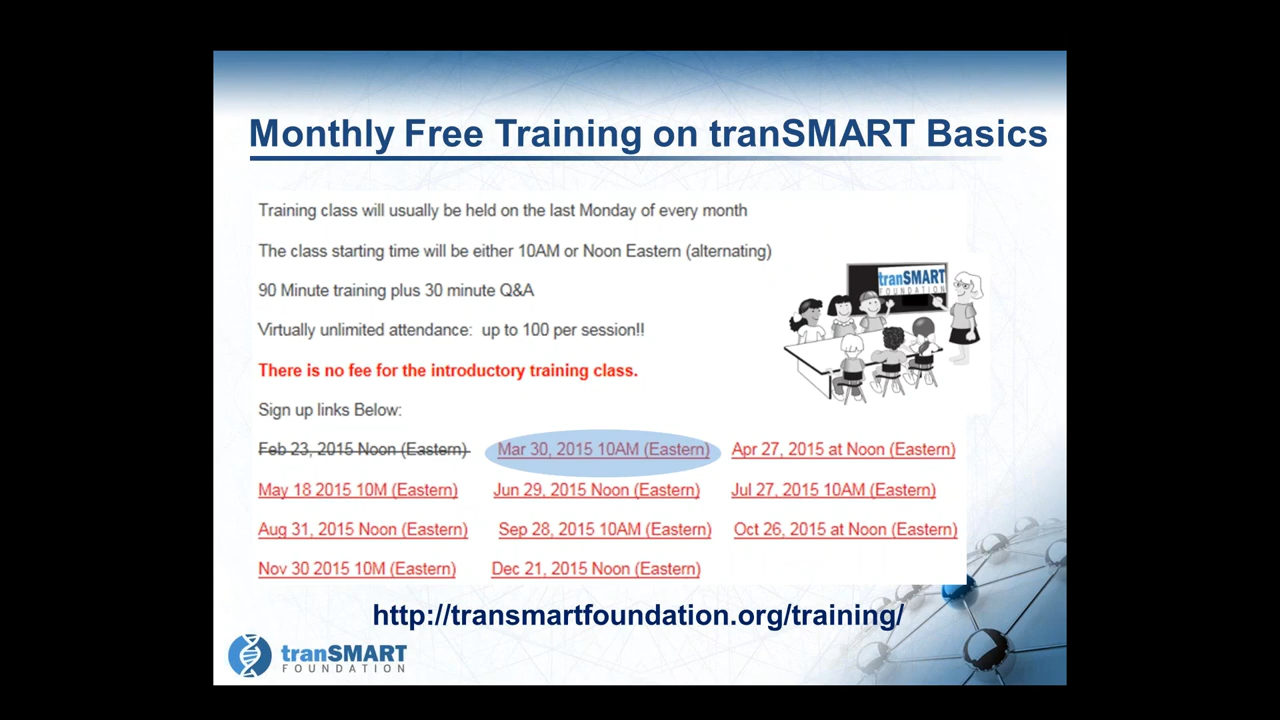 Monthly Free Training on tranSMART Basics
Training class will usually be held on the last Monday of every month
The class starting time will be either 10AM or Noon Eastern (alternating)
90 Minute training plus 30 minute Q&A
Virtually unlimited attendance: up to 100 per session!!
There is no fee for the introductory training class.
Sign up links Below:
tranSMART
FOUNDATION
Feb 23, 2015 Noon (Eastern) Mar 30, 2015 10AM (Eastern) Apr 27, 2015 at Noon (Eastern)
May 18 2015 10M (Eastern) Jun 29, 2015 Noon (Eastern) Jul 27, 2015 10AM (Eastern)
Aug 31, 2015 Noon (Eastern) Sep 28, 2015 10AM (Eastern) Oct 26, 2015 at Noon (Eastern)
Nov 30 2015 10M (Eastern) Dec 21, 2015 Noon (Eastern)
http://transmartfoundation.org/training/
tranSMART
FOUNDATION